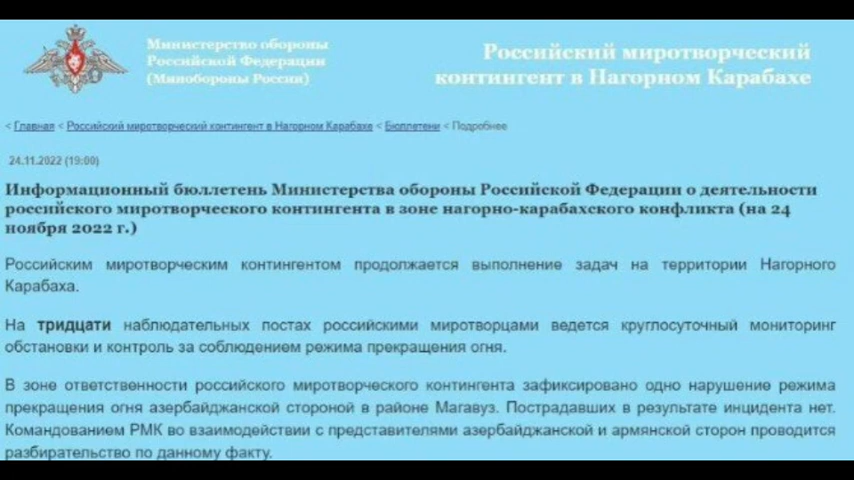 Министерство обороны
Российской Федерации
(Минобороны России)
Российский миротворческий
контингент в Нагорном Карабахе
< Главная < Российский миротворческий контингент в Нагорном Карабахе < Бюллетени < Подробнее
24.11.2022 (19:00)
Информационный бюллетень Министерства обороны Российской Федерации о деятельности
российского миротворческого контингента в зоне нагорно-карабахского конфликта (на 24
ноября 2022 г.)
Российским миротворческим контингентом продолжается выполнение задач на территории Нагорного
Карабаха.
На тридцати наблюдательных постах российскими миротворцами ведется круглосуточный мониторинг
обстановки и контроль за соблюдением режима прекращения огня.
В зоне ответственности российского миротворческого контингента зафиксировано одно нарушение режима
прекращения огня азербайджанской стороной в районе Магавуз. Пострадавших в результате инцидента нет.
Командованием РМК во взаимодействии с представителями азербайджанской и армянской сторон проводится
разбирательство по данному факту.